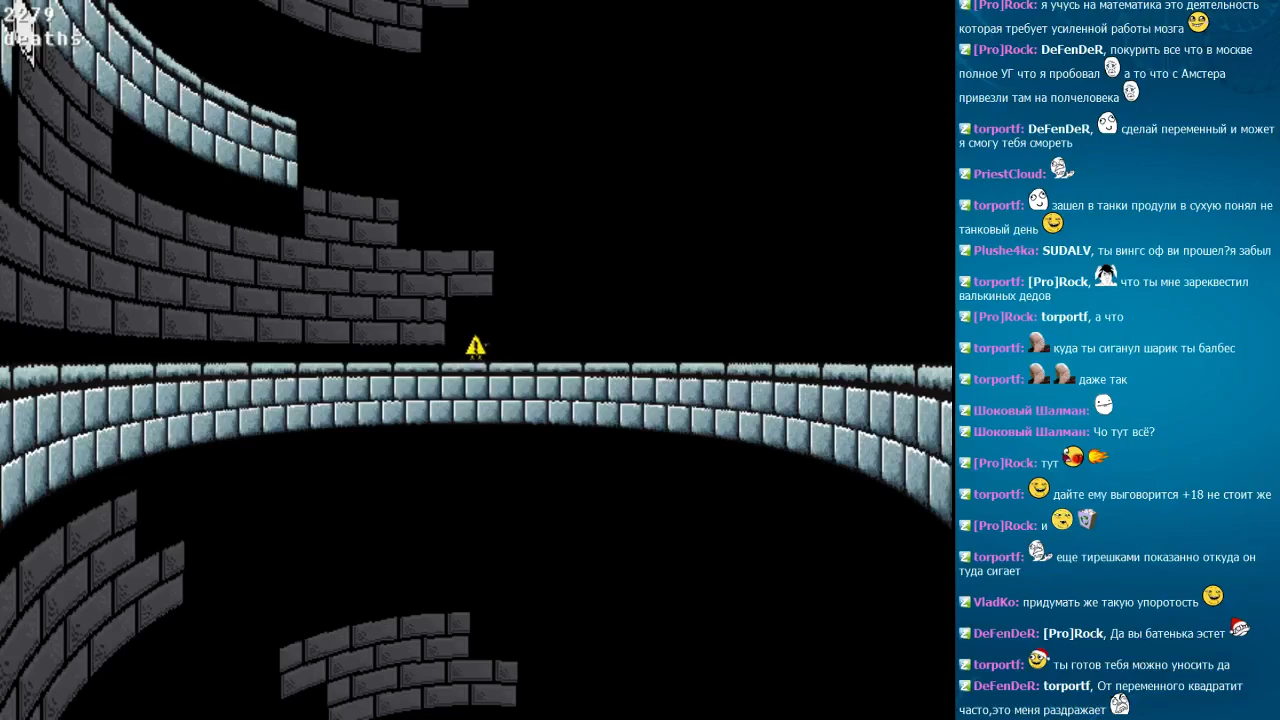 2279
deaths
[Pro]Rock: я учусь на математика это деятельность
которая требует усиленной работы мозга
[Pro]Rock: DeFenDeR, покурить все что в москве
полное УГ что я пробовал а то что с Амстера
привезли там на полчеловека
torportf: DeFenDeR, сделай переменный и может
я смогу тебя смореть
PriestCloud:
torportf: зашел в танки продули в сухую понял не
танковый день
Plushe4ka: SUDALV, ты вингс оф ви прошел?я забыл
torportf: [Pro]Rock, что ты мне зареквестил
валькиных дедов
[Pro]Rock: torportf, а что
torportf: куда ты сиганул шарик ты балбес
torportf: даже так
Шоковый Шалман:
Шоковый Шалман: Чо тут всё?
[Pro]Rock: тут
torportf: дайте ему выговорится +18 не стоит же
[Pro]Rock: и
torportf: еще тирешками показанно откуда он
туда сигает
VladKo: придумать же такую упоротость
DeFenDeR: [Pro]Rock, Да вы батенька эстет
torportf: ты готов тебя можно уносить да
DeFenDeR: torportf, От переменного квадратит
часто,это меня раздражает